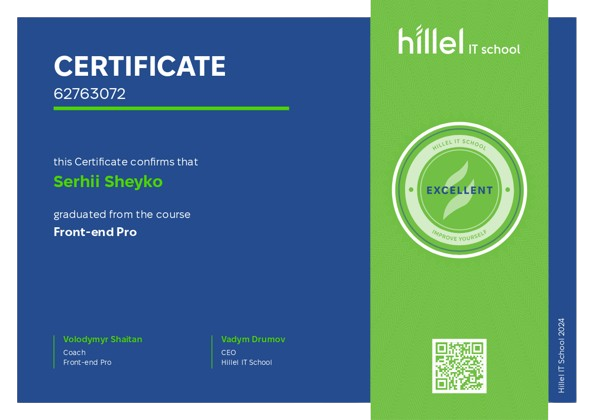 hillel IT school
CERTIFICATE
62763072
this Certificate confirms that
Serhii Sheyko
graduated from the course
Front-end Pro
HILLEL IT SCHOOL
EXCELLENT
IMPROVE YOURSELF
Volodymyr Shaitan
Coach
Front-end Pro
Vadym Drumov
CEO
Hillel IT School
Hillel IT School 2024